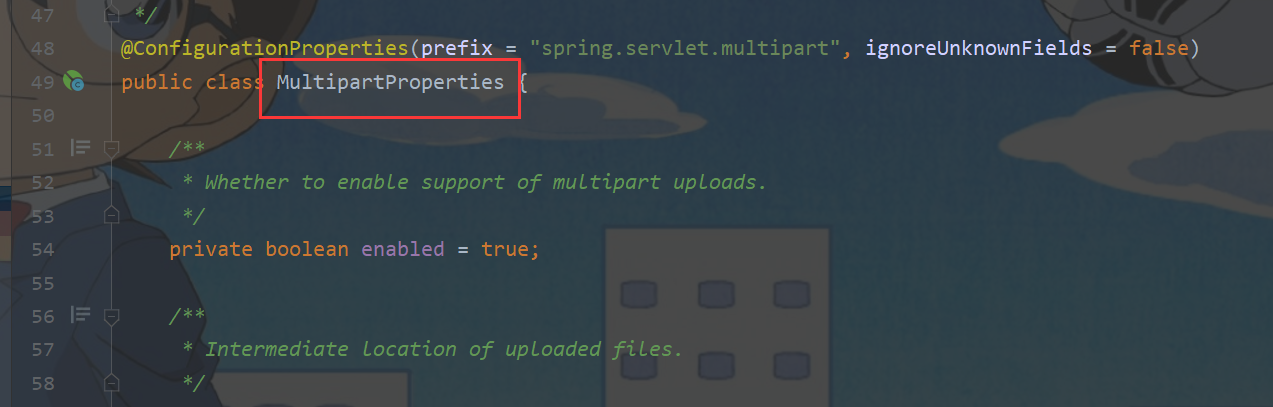 47 */
48 @ConfigurationProperties(prefix = "spring.servlet.multipart", ignoreUnknownFields = false)
49 public class MultipartProperties {
50
51 /**
52 * Whether to enable support of multipart uploads.
53 */
54 private boolean enabled = true;
55
56 /**
57 * Intermediate location of uploaded files.
58 */